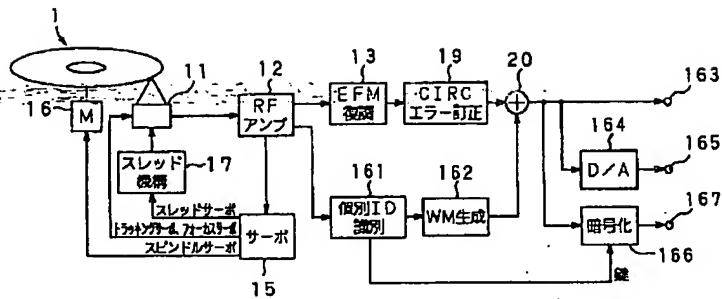 1
11
12
13
19
20
163
RF
アンプ
EFM
復調
CIRC
エラー訂正
16
M
164
D/A
165
スレッド
機構
17
161
162
個別ID
識別
WM生成
167
暗号化
166
スレッドサーボ
トラッキングサーボ、フォーカスサーボ
スピンドルサーボ
サーボ
15
鍵